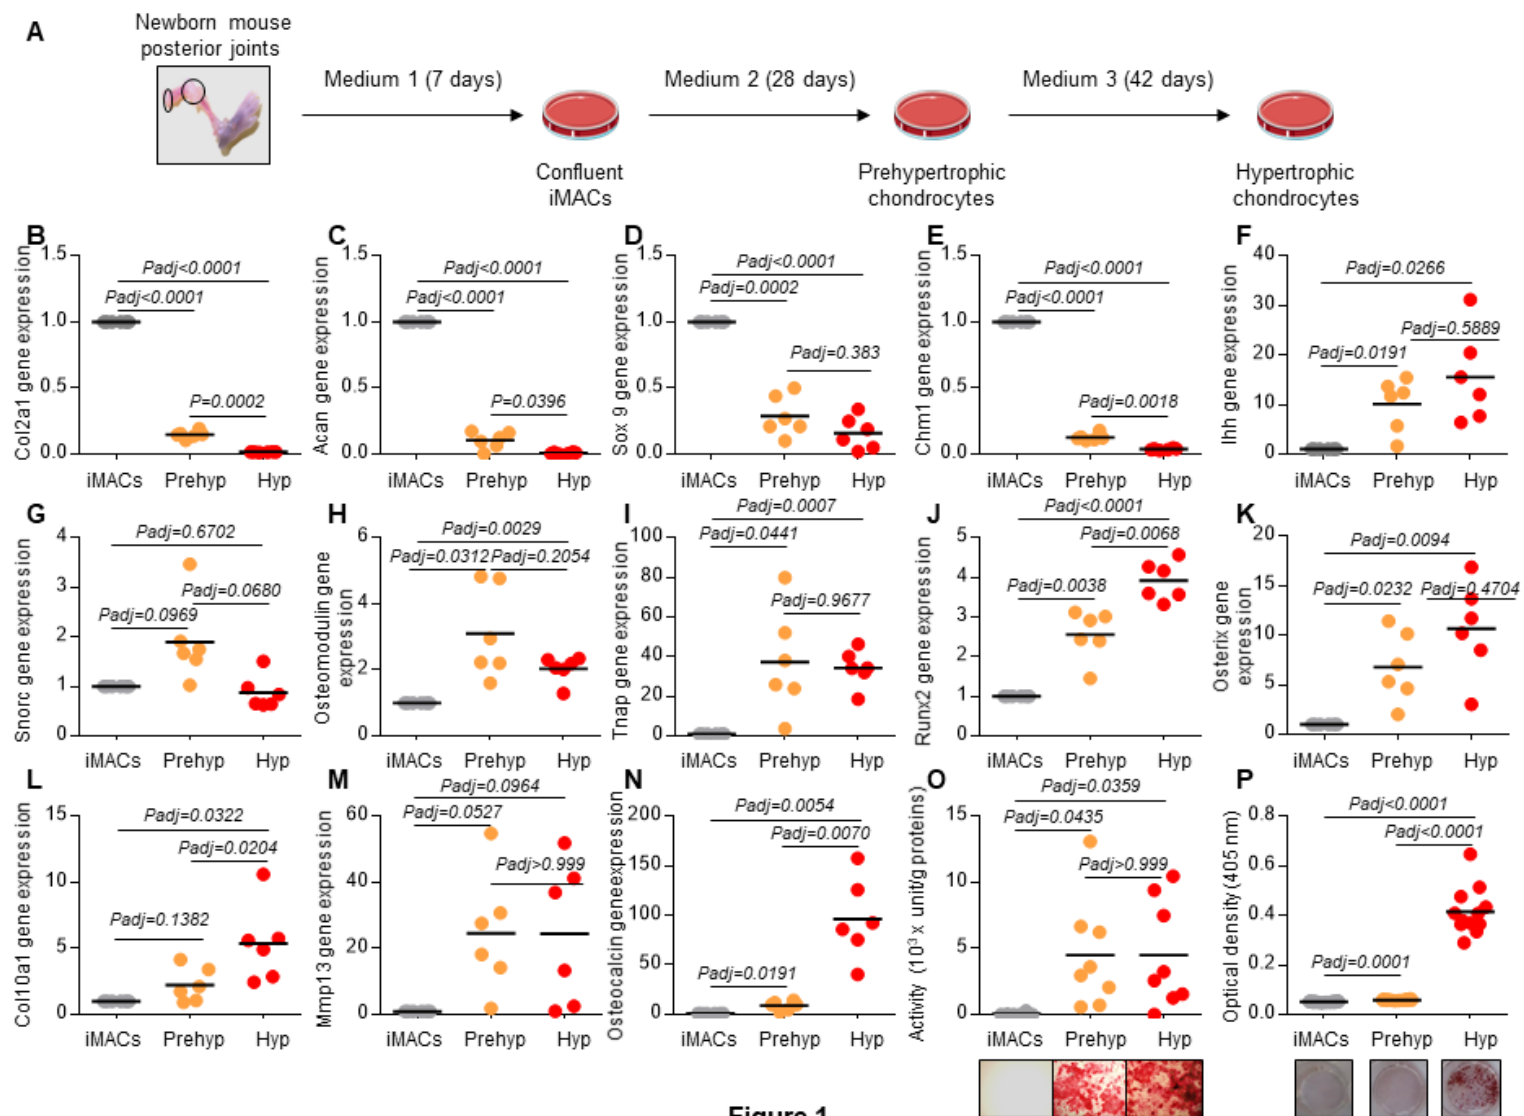 A
Newborn mouse
posterior joints
Medium 1 (7 days)
Medium 2 (28 days)
Medium 3 (42 days)
Confluent
iMACs
Prehypertrophic
chondrocytes
Hypertrophic
chondrocytes
B
Col2a1 gene expression
1.5
1.0
0.5
0.0
Padj<0.0001
Padj<0.0001
P=0.0002
iMACs Prehyp Hyp
C
Acan gene expression
1.5
1.0
0.5
0.0
Padj<0.0001
Padj<0.0001
P=0.0396
iMACs Prehyp Hyp
D
Sox 9 gene expression
1.5
1.0
0.5
0.0
Padj<0.0001
Padj=0.0002
Padj=0.383
iMACs Prehyp Hyp
E
Chm1 gene expression
1.5
1.0
0.5
0.0
Padj<0.0001
Padj<0.0001
Padj=0.0018
iMACs Prehyp Hyp
F
Ihh gene expression
40
30
20
10
0
Padj=0.0266
Padj=0.5889
Padj=0.0191
iMACs Prehyp Hyp
G
Snorc gene expression
4
3
2
1
0
Padj=0.6702
Padj=0.0680
Padj=0.0969
iMACs Prehyp Hyp
H
Osteomodulin gene
expression
6
4
2
0
Padj=0.0029
Padj=0.0312
Padj=0.2054
iMACs Prehyp Hyp
I
Tnap gene expression
100
80
60
40
20
0
Padj=0.0007
Padj=0.0441
Padj=0.9677
iMACs Prehyp Hyp
J
Runx2 gene expression
5
4
3
2
1
0
Padj<0.0001
Padj=0.0068
Padj=0.0038
iMACs Prehyp Hyp
K
Osterix gene
expression
20
15
10
5
0
Padj=0.0094
Padj=0.0232
Padj=0.4704
iMACs Prehyp Hyp
L
Col10a1 gene expression
15
10
5
0
Padj=0.0322
Padj=0.0204
Padj=0.1382
iMACs Prehyp Hyp
M
Mmp13 gene expression
60
40
20
0
Padj=0.0964
Padj=0.0527
Padj>0.999
iMACs Prehyp Hyp
N
Osteocalcin gene expression
200
150
100
50
0
Padj=0.0054
Padj=0.0070
Padj=0.0191
iMACs Prehyp Hyp
O
Activity (10³ x unit/g proteins)
15
10
5
0
Padj=0.0359
Padj=0.0435
Padj>0.999
iMACs Prehyp Hyp
P
Optical density (405 nm)
0.8
0.6
0.4
0.2
0.0
Padj<0.0001
Padj<0.0001
Padj=0.0001
iMACs Prehyp Hyp
Figure 1